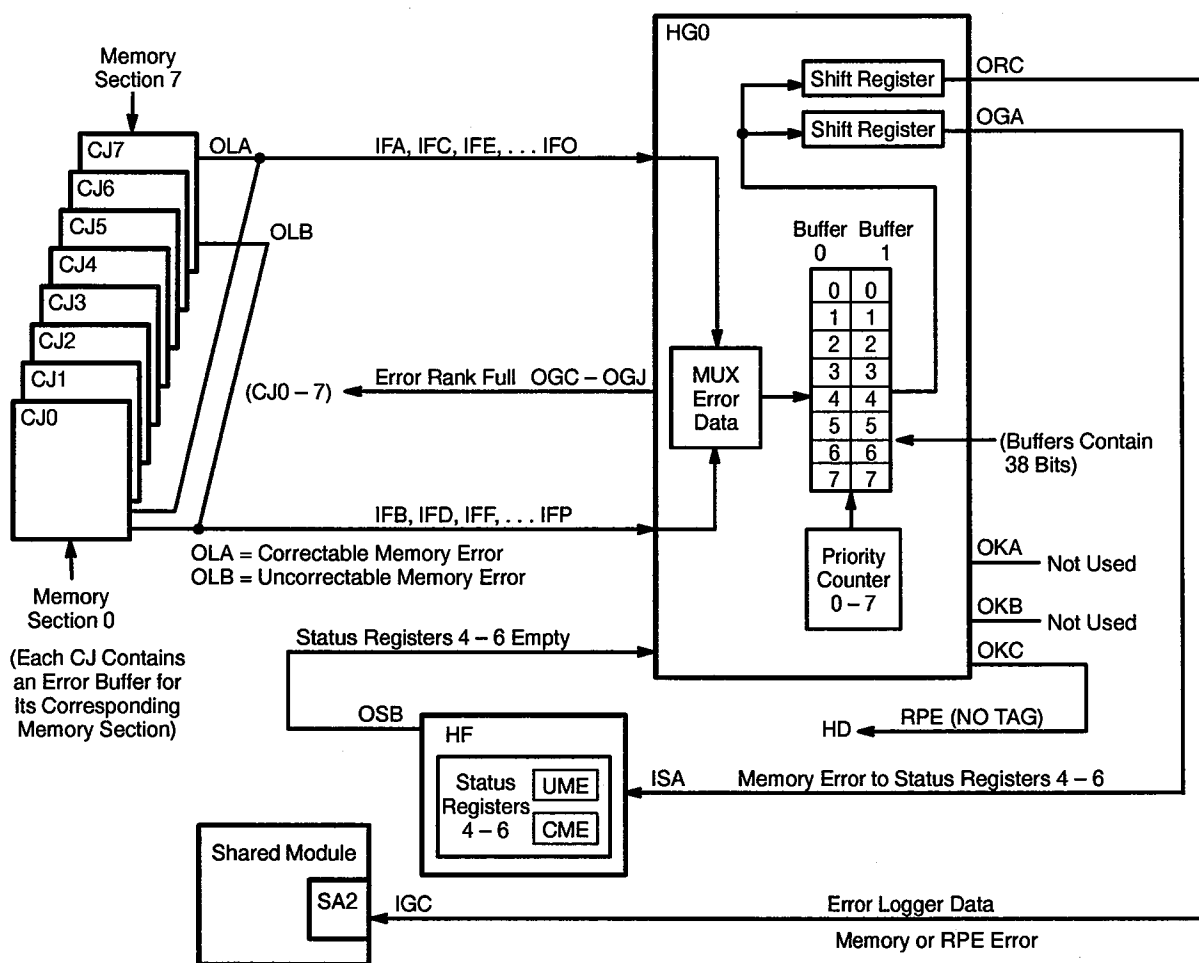 HG0
Memory
Section 7
Shift Register
ORC
Shift Register
OGA
CJ7
OLA
IFA, IFC, IFE, . . . IFO
CJ6
CJ5
OLB
CJ4
CJ3
CJ2
CJ1
CJ0
Buffer Buffer
0 1
0 0
1 1
2 2
3 3
4 4
5 5
6 6
7 7
MUX
Error
Data
(CJ0 – 7)
Error Rank Full OGC – OGJ
(Buffers Contain
38 Bits)
IFB, IFD, IFF, . . . IFP
OLA = Correctable Memory Error
OLB = Uncorrectable Memory Error
Priority
Counter
0 – 7
OKA
Not Used
OKB
Not Used
OKC
Memory
Section 0
(Each CJ Contains
an Error Buffer for
Its Corresponding
Memory Section)
Status Registers 4 – 6 Empty
OSB
HD
RPE (NO TAG)
HF
Status
Registers
4 – 6
UME
CME
ISA
Memory Error to Status Registers 4 – 6
Shared Module
SA2
IGC
Error Logger Data
Memory or RPE Error